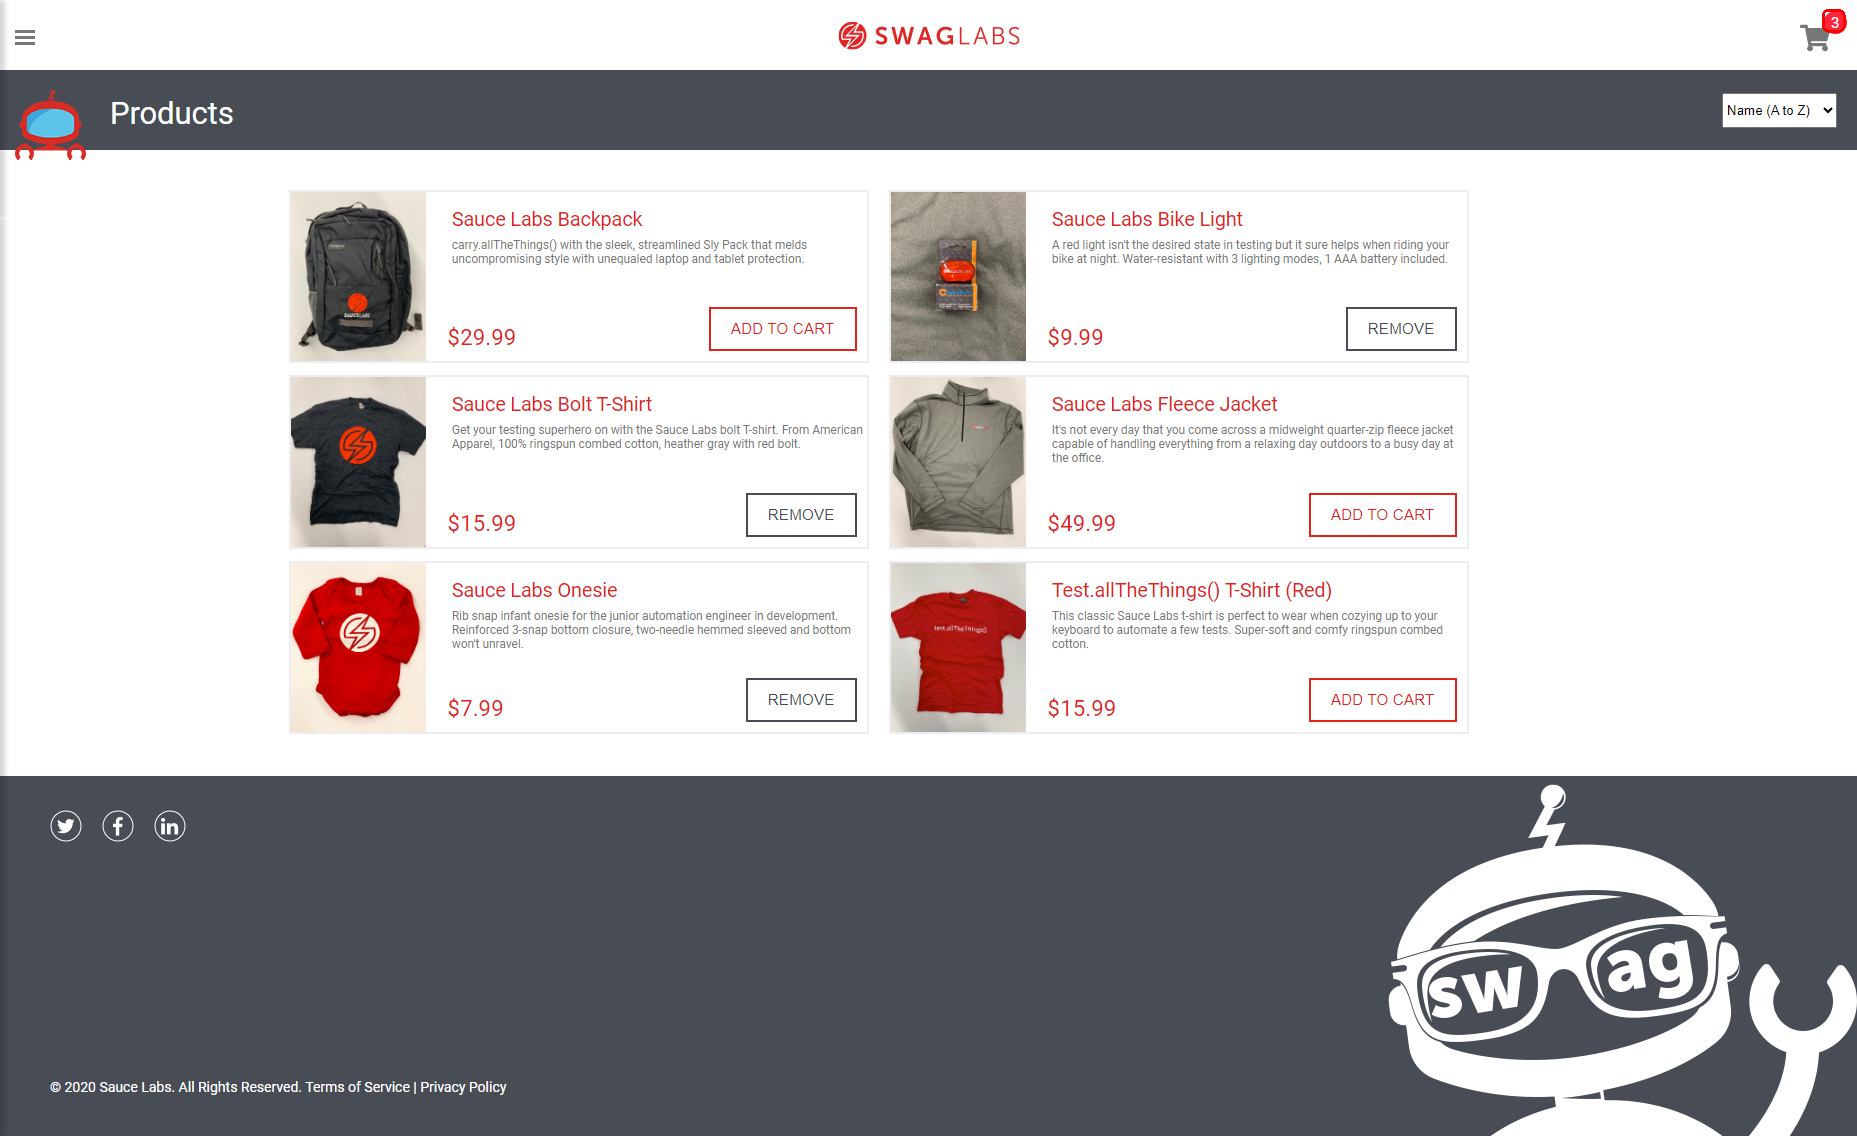 SWAGLABS
3
Products
Name (A to Z)
Sauce Labs Backpack
carry.allTheThings() with the sleek, streamlined Sly Pack that melds
uncompromising style with unequaled laptop and tablet protection.
$29.99
ADD TO CART
SAUCELABS
Sauce Labs Bike Light
A red light isn't the desired state in testing but it sure helps when riding your
bike at night. Water-resistant with 3 lighting modes, 1 AAA battery included.
$9.99
REMOVE
Sauce Labs Bolt T-Shirt
Get your testing superhero on with the Sauce Labs bolt T-shirt. From American
Apparel, 100% ringspun combed cotton, heather gray with red bolt.
$15.99
REMOVE
Sauce Labs Fleece Jacket
It's not every day that you come across a midweight quarter-zip fleece jacket
capable of handling everything from a relaxing day outdoors to a busy day at
the office.
$49.99
ADD TO CART
Sauce Labs Onesie
Rib snap infant onesie for the junior automation engineer in development.
Reinforced 3-snap bottom closure, two-needle hemmed sleeved and bottom
won't unravel.
$7.99
REMOVE
test.allTheThings()
Test.allTheThings() T-Shirt (Red)
This classic Sauce Labs t-shirt is perfect to wear when cozying up to your
keyboard to automate a few tests. Super-soft and comfy ringspun combed
cotton.
$15.99
ADD TO CART
swag
© 2020 Sauce Labs. All Rights Reserved. Terms of Service | Privacy Policy